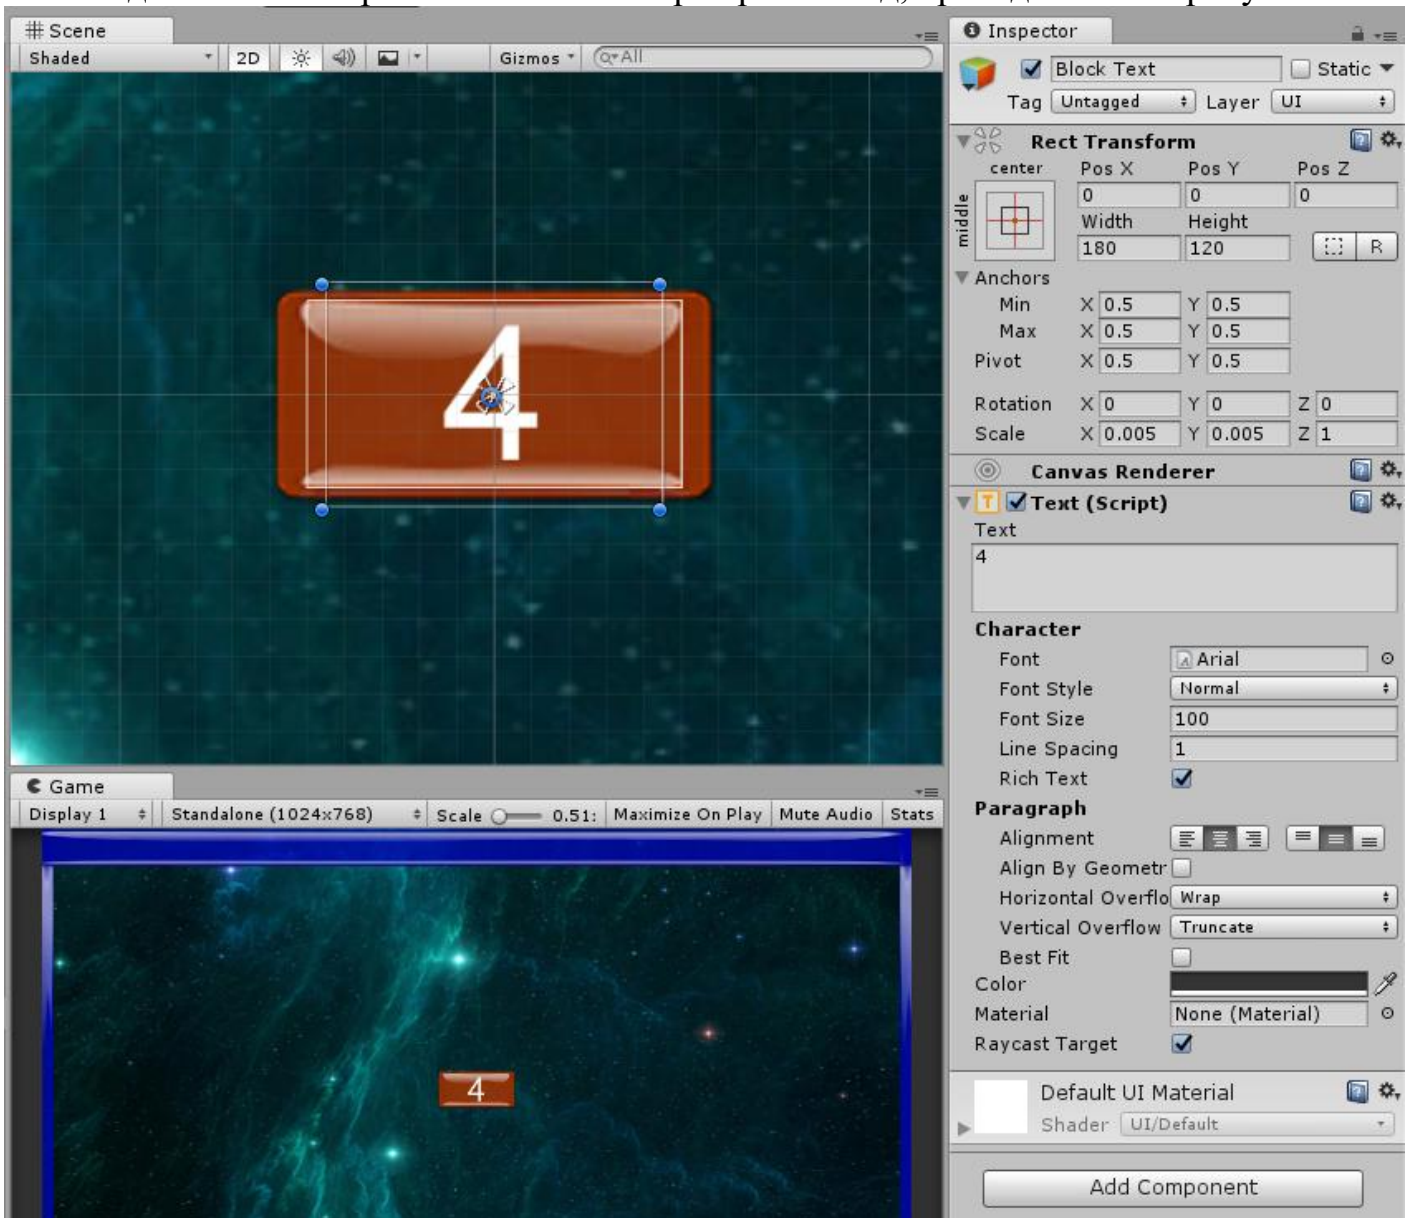 Scene
Shaded 2D Gizmos All
4
Game
Display 1 Standalone (1024x768) Scale 0.51: Maximize On Play Mute Audio Stats
4
Inspector
Block Text Static
Tag Untagged Layer UI
Rect Transform
center Pos X Pos Y Pos Z
middle
0 0 0
Width Height
180 120 R
Anchors
Min X 0.5 Y 0.5
Max X 0.5 Y 0.5
Pivot X 0.5 Y 0.5
Rotation X 0 Y 0 Z 0
Scale X 0.005 Y 0.005 Z 1
Canvas Renderer
T Text (Script)
Text
4
Character
Font Arial
Font Style Normal
Font Size 100
Line Spacing 1
Rich Text
Paragraph
Alignment
Align By Geometr
Horizontal Overflo Wrap
Vertical Overflow Truncate
Best Fit
Color
Material None (Material)
Raycast Target
Default UI Material
Shader UI/Default
Add Component